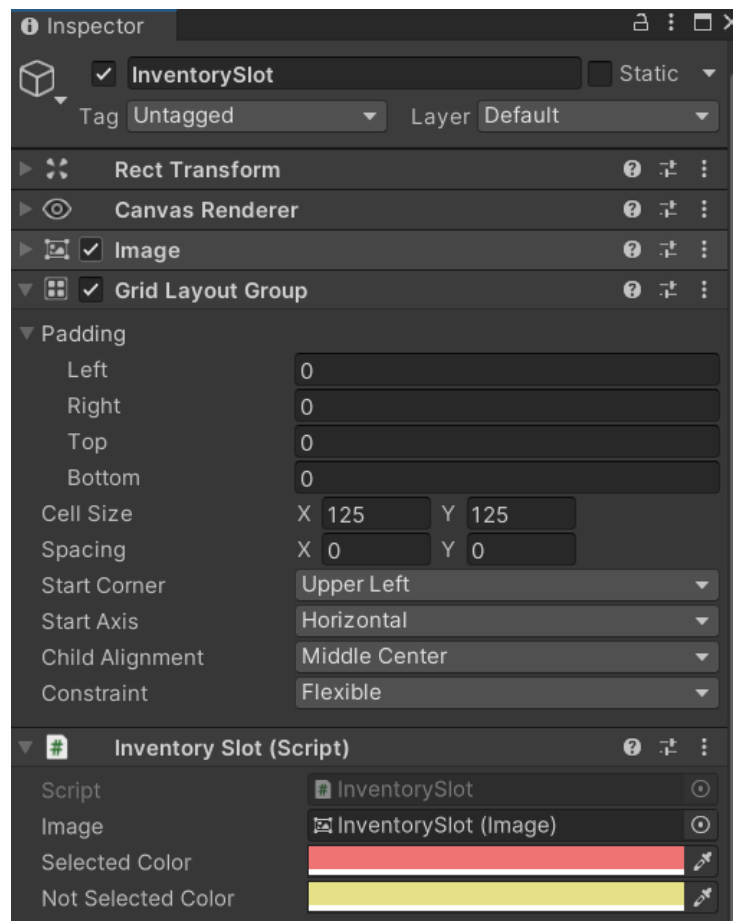 Inspector
InventorySlot Static
Tag Untagged Layer Default
Rect Transform
Canvas Renderer
Image
Grid Layout Group
Padding
Left 0
Right 0
Top 0
Bottom 0
Cell Size X 125 Y 125
Spacing X 0 Y 0
Start Corner Upper Left
Start Axis Horizontal
Child Alignment Middle Center
Constraint Flexible
# Inventory Slot (Script)
Script # InventorySlot
Image InventorySlot (Image)
Selected Color
Not Selected Color